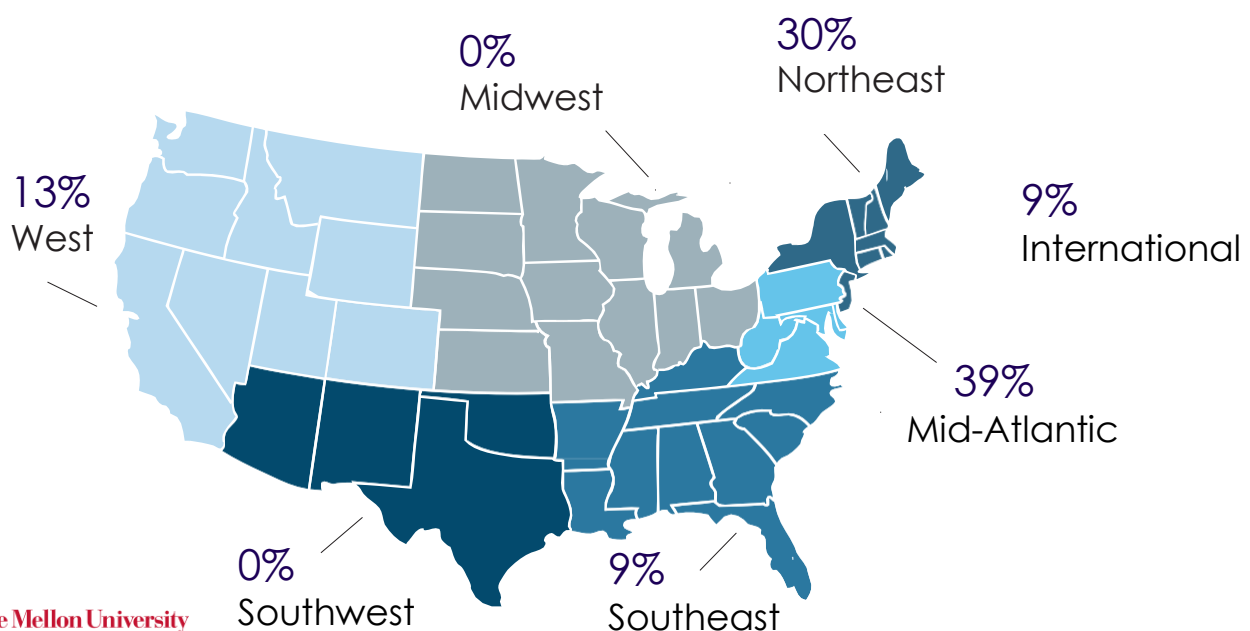 30%
Northeast
0%
Midwest
13%
West
9%
International
39%
Mid-Atlantic
0%
Southwest
9%
Southeast
e Mellon University